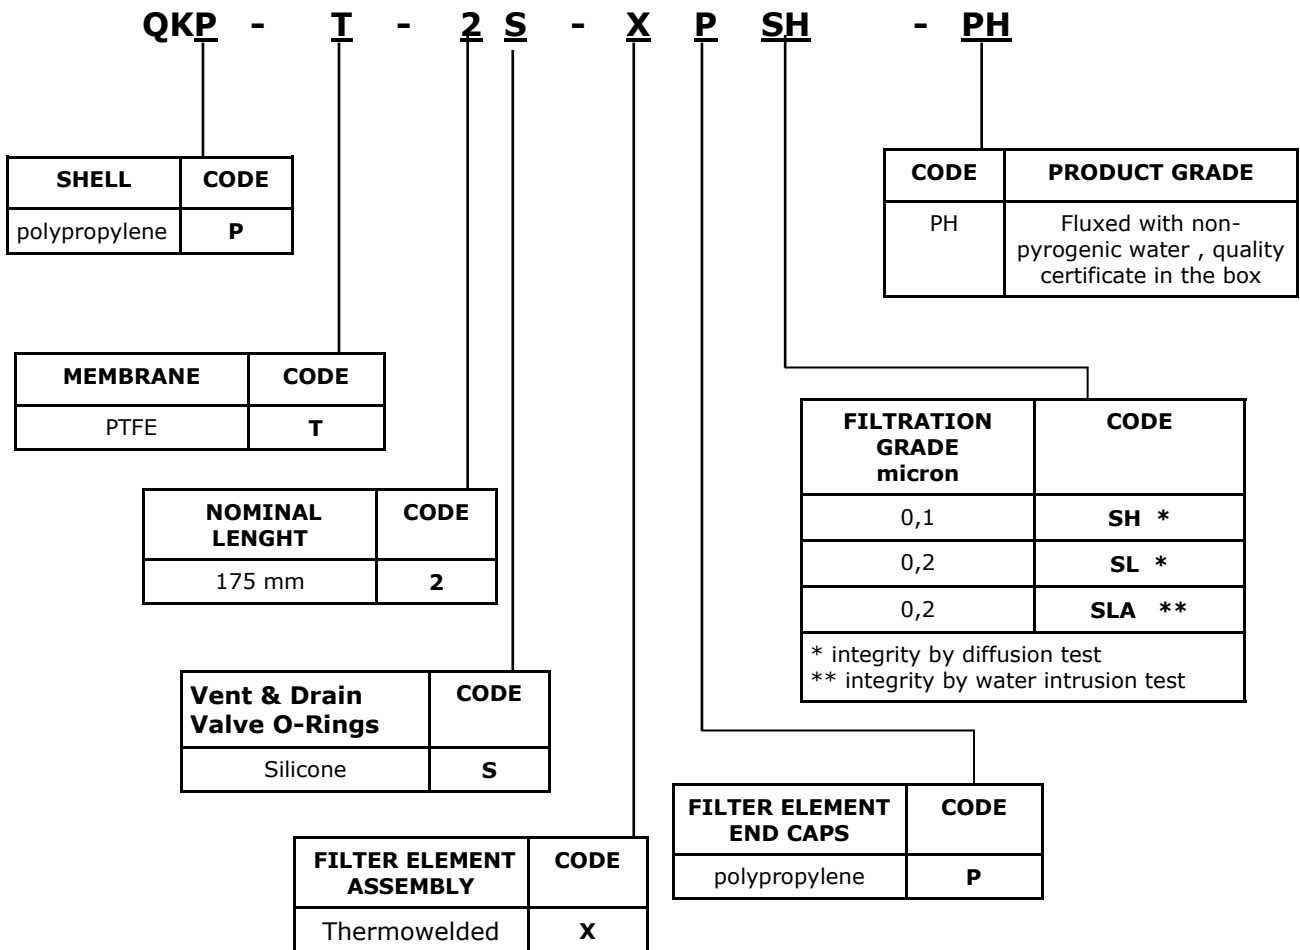 QKP - T - 2 S - X P SH - PH
SHELL CODE
polypropylene P
CODE PRODUCT GRADE
PH Fluxed with non-
pyrogenic water , quality
certificate in the box
MEMBRANE CODE
PTFE T
FILTRATION CODE
GRADE
micron
0,1 SH *
0,2 SL *
0,2 SLA **
* integrity by diffusion test
** integrity by water intrusion test
NOMINAL CODE
LENGHT
175 mm 2
Vent & Drain CODE
Valve O-Rings
Silicone S
FILTER ELEMENT CODE
END CAPS
polypropylene P
FILTER ELEMENT CODE
ASSEMBLY
Thermowelded X